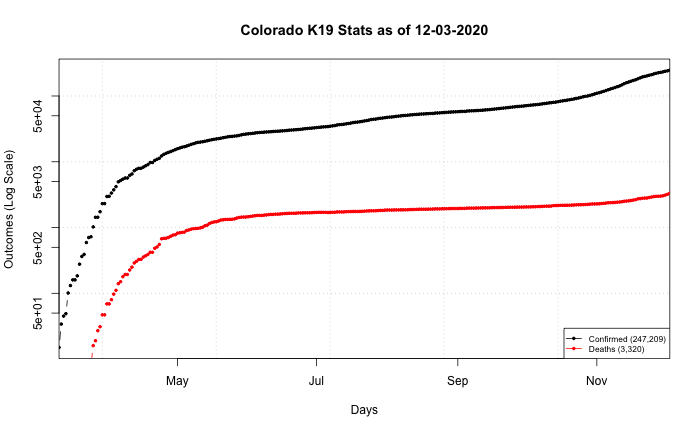 Colorado K19 Stats as of 12-03-2020
Outcomes (Log Scale)
5e+04
5e+03
5e+02
5e+01
Confirmed (247,209)
Deaths (3,320)
May Jul Sep Nov
Days